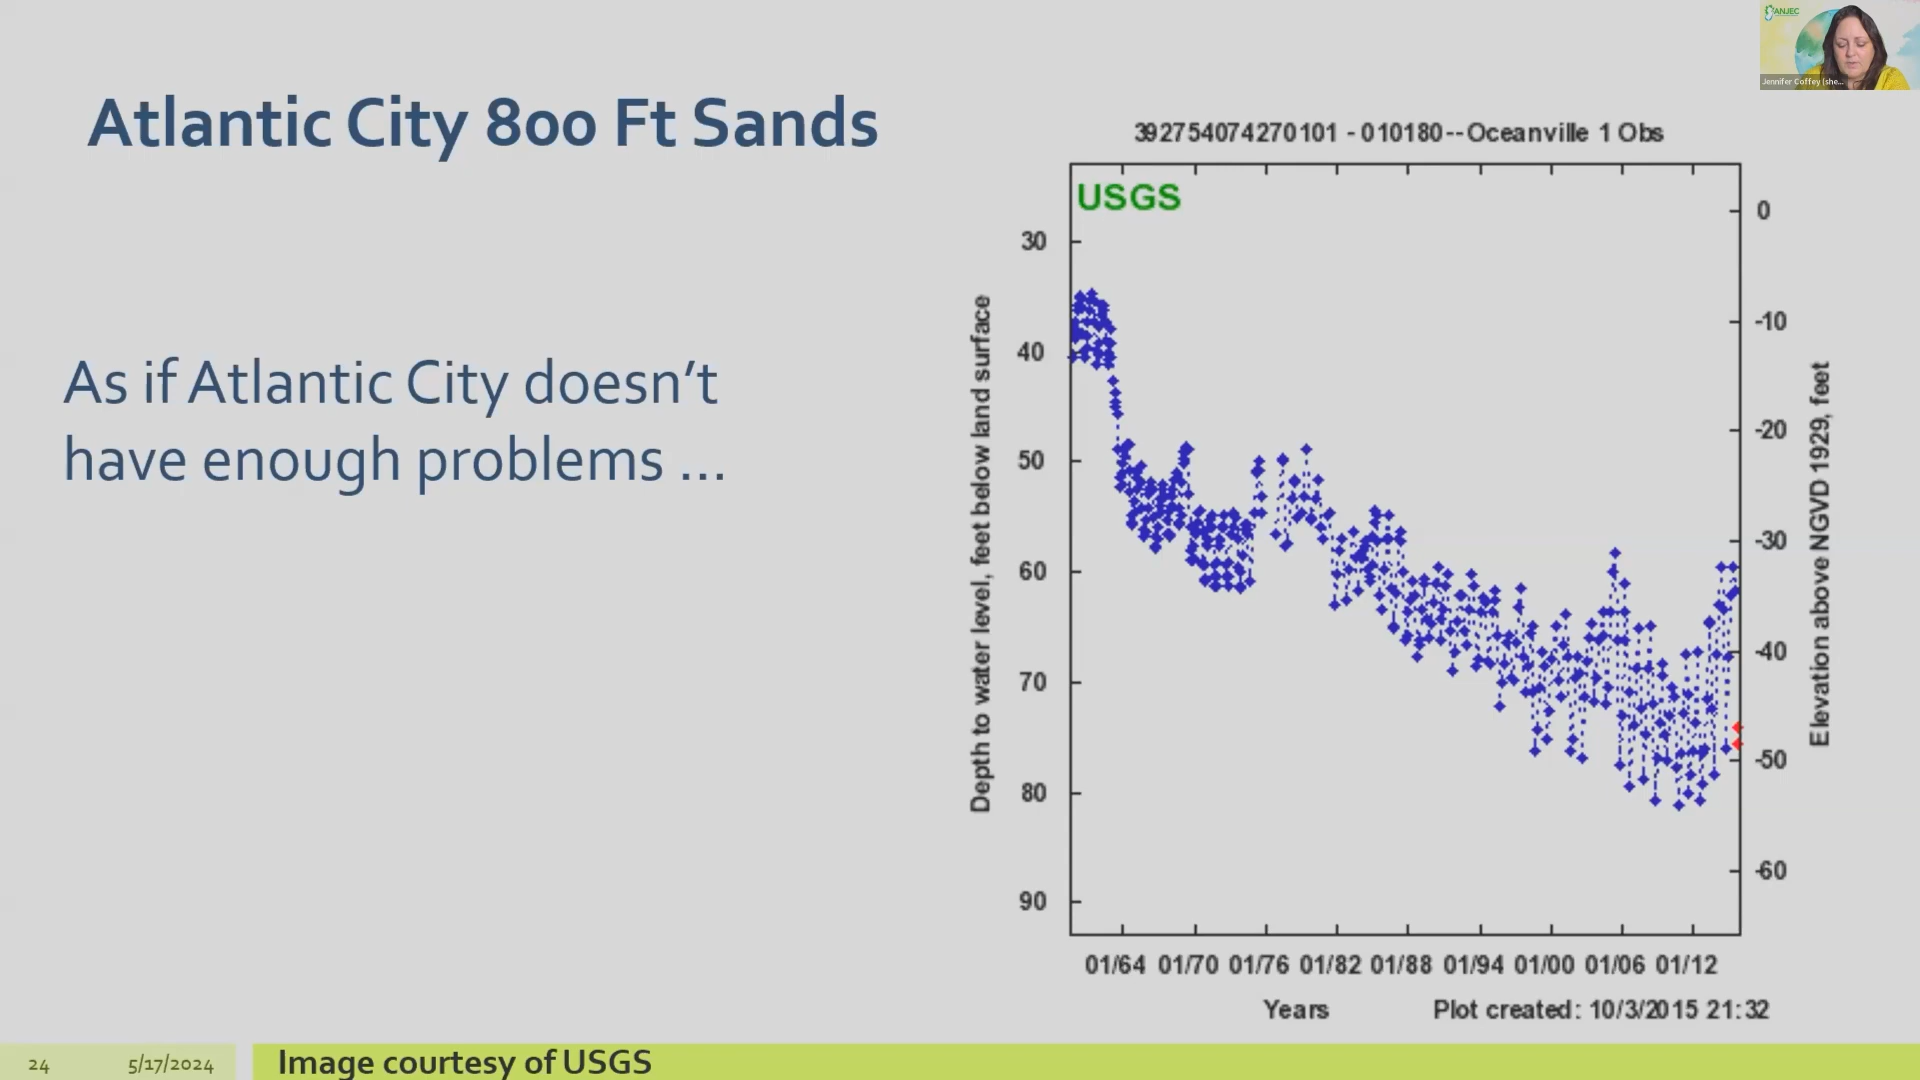 ANJEC
Jennifer Coffey (she...
Atlantic City 800 Ft Sands
As if Atlantic City doesn't
have enough problems ...
392754074270101 - 010180--Oceanville 1 Obs
USGS
Depth to water level, feet below land surface
30
40
50
60
70
80
90
0
-10
-20
-30
-40
-50
-60
Elevation above NGVD 1929, feet
01/64 01/70 01/76 01/82 01/88 01/94 01/00 01/06 01/12
Years
Plot created: 10/3/2015 21:32
24
5/17/2024
Image courtesy of USGS